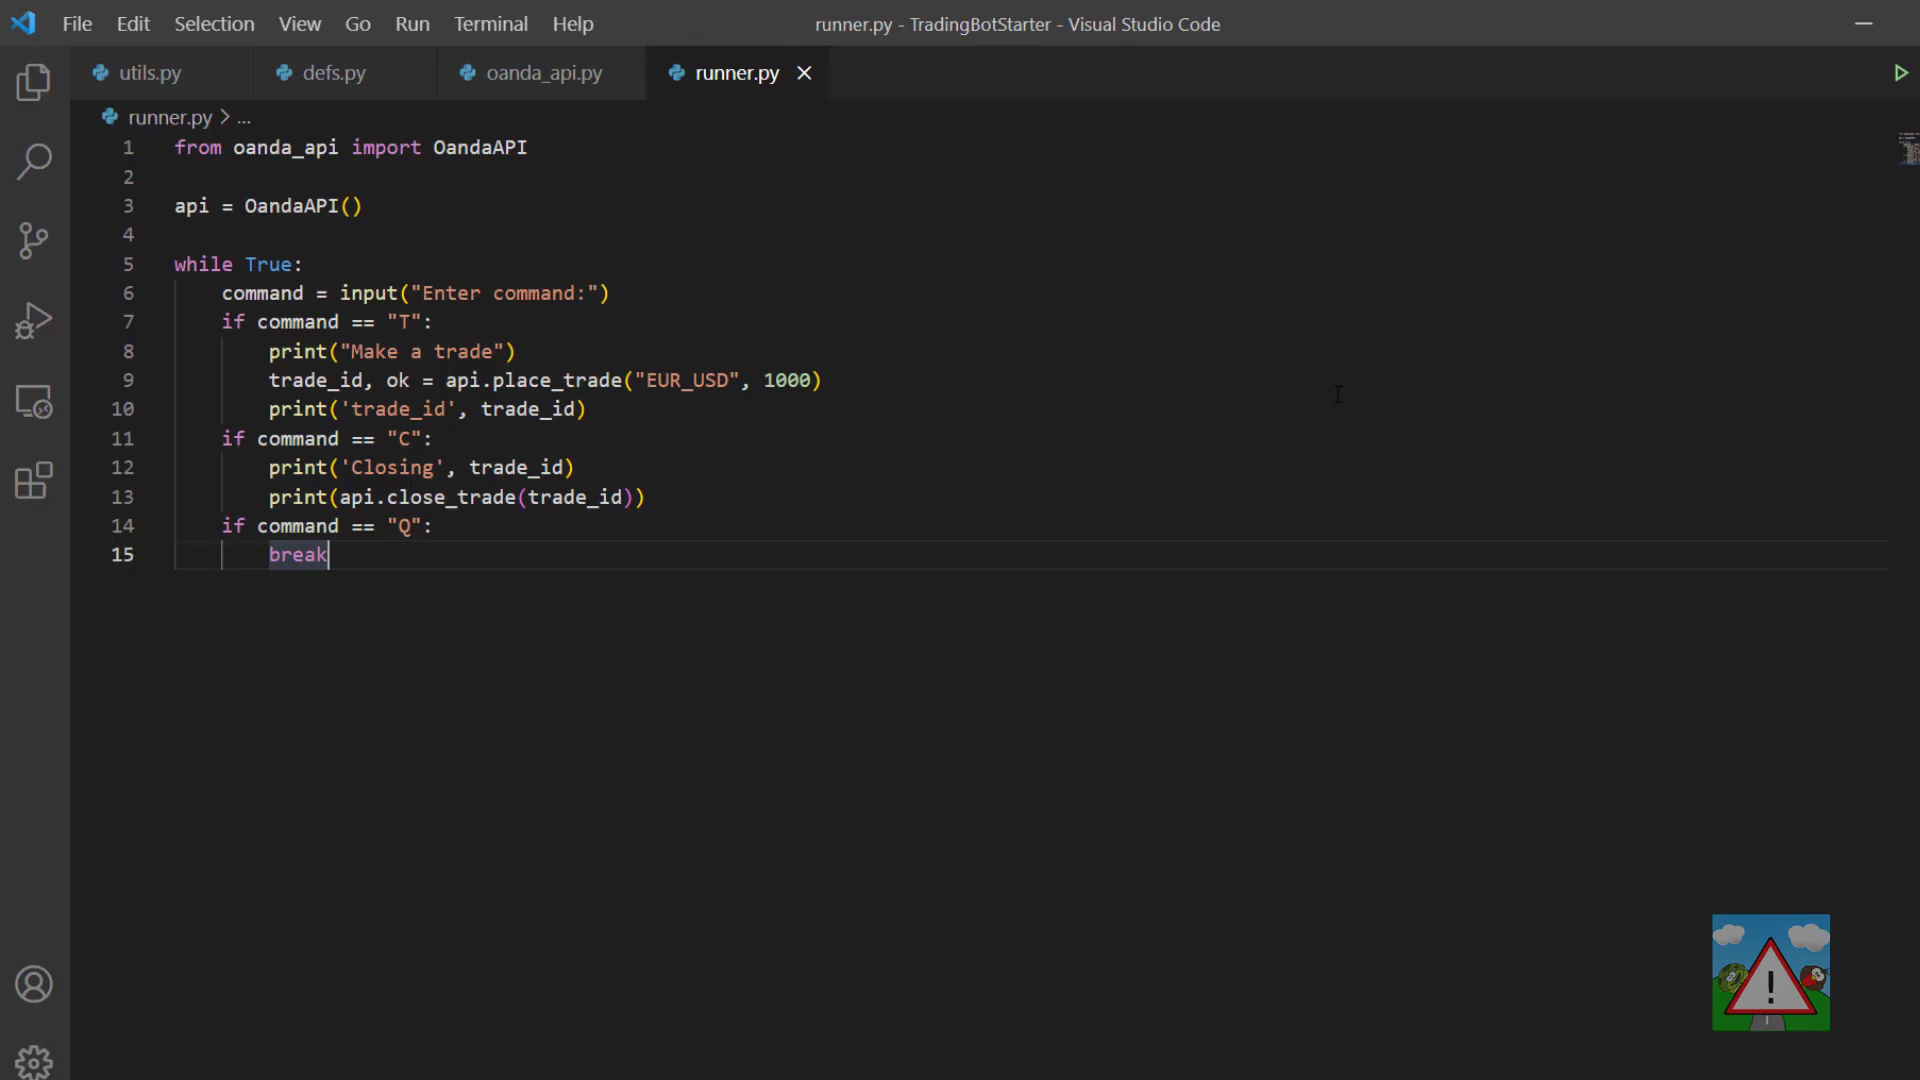 File Edit Selection View Go Run Terminal Help runner.py - TradingBotStarter - Visual Studio Code
utils.py defs.py oanda_api.py runner.py
runner.py > ...
1 from oanda_api import OandaAPI
2
3 api = OandaAPI()
4
5 while True:
6 command = input("Enter command:")
7 if command == "T":
8 print("Make a trade")
9 trade_id, ok = api.place_trade("EUR_USD", 1000)
10 print('trade_id', trade_id)
11 if command == "C":
12 print('Closing', trade_id)
13 print(api.close_trade(trade_id))
14 if command == "Q":
15 break
!